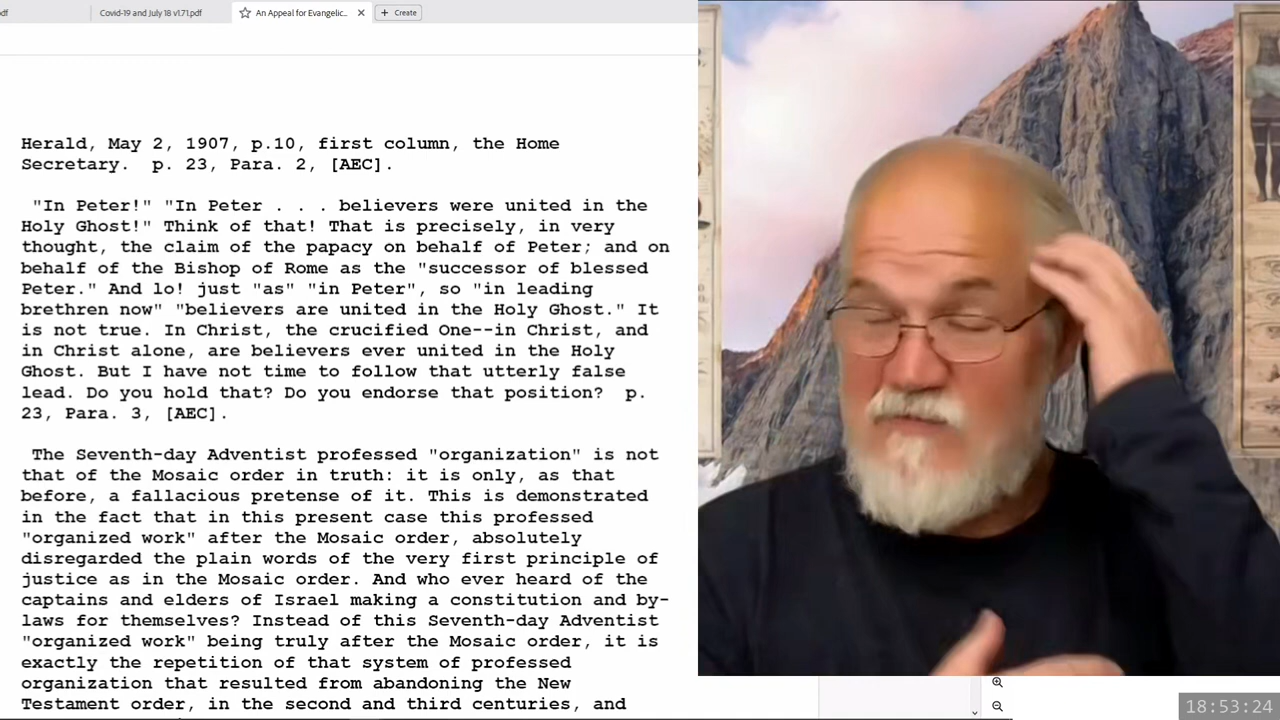 df
Covid-19 and July 18 v1.71.pdf
An Appeal for Evangelic...
Create
Herald, May 2, 1907, p.10, first column, the Home
Secretary.  p. 23, Para. 2, [AEC].
"In Peter!" "In Peter . . . believers were united in the
Holy Ghost!" Think of that! That is precisely, in very
thought, the claim of the papacy on behalf of Peter; and on
behalf of the Bishop of Rome as the "successor of blessed
Peter." And lo! just "as" "in Peter", so "in leading
brethren now" "believers are united in the Holy Ghost." It
is not true. In Christ, the crucified One--in Christ, and
in Christ alone, are believers ever united in the Holy
Ghost. But I have not time to follow that utterly false
lead. Do you hold that? Do you endorse that position?  p.
23, Para. 3, [AEC].
The Seventh-day Adventist professed "organization" is not
that of the Mosaic order in truth: it is only, as that
before, a fallacious pretense of it. This is demonstrated
in the fact that in this present case this professed
"organized work" after the Mosaic order, absolutely
disregarded the plain words of the very first principle of
justice as in the Mosaic order. And who ever heard of the
captains and elders of Israel making a constitution and by-
laws for themselves? Instead of this Seventh-day Adventist
"organized work" being truly after the Mosaic order, it is
exactly the repetition of that system of professed
organization that resulted from abandoning the New
Testament order, in the second and third centuries, and
18:53:24